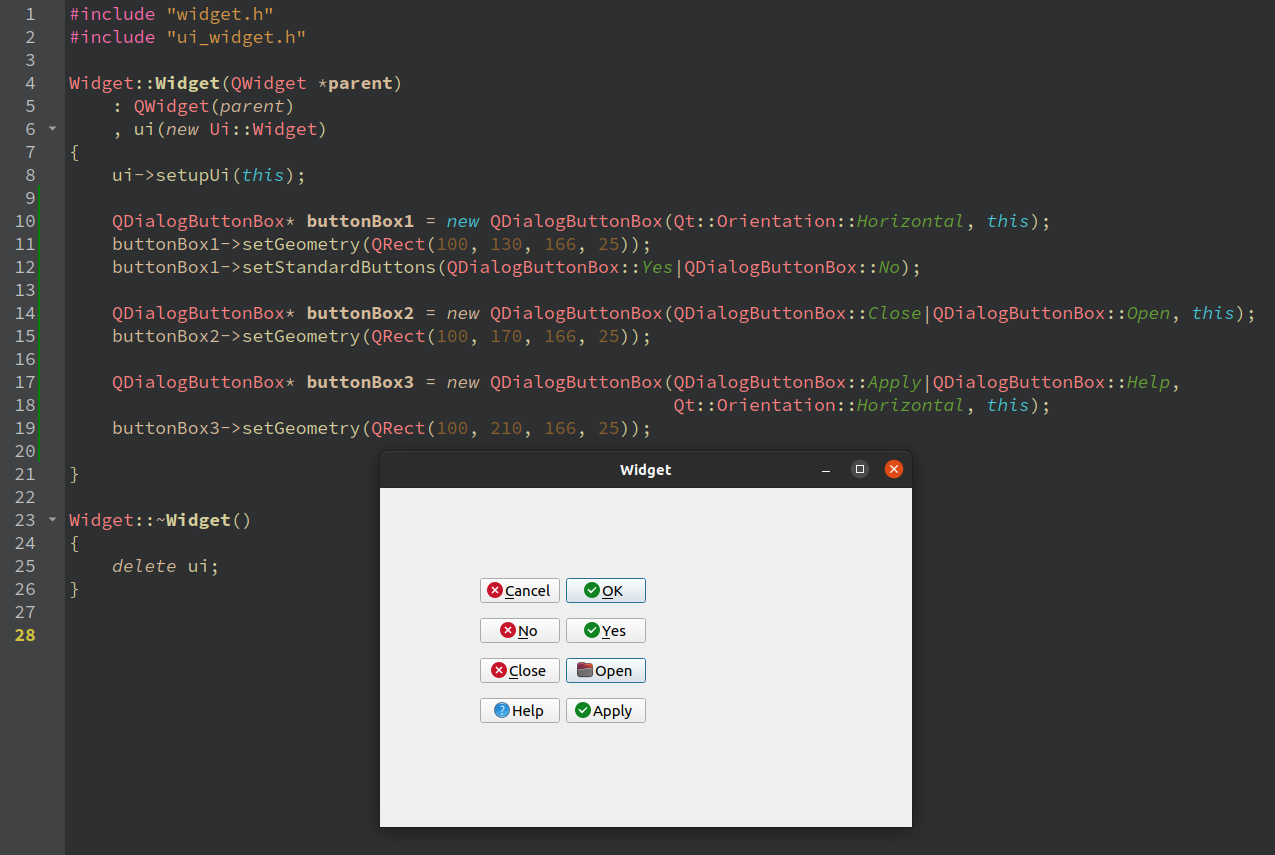 1 #include "widget.h"
2 #include "ui_widget.h"
3
4 Widget::Widget(QWidget *parent)
5     : QWidget(parent)
6     , ui(new Ui::Widget)
7 {
8     ui->setupUi(this);
9
10     QDialogButtonBox* buttonBox1 = new QDialogButtonBox(Qt::Orientation::Horizontal, this);
11     buttonBox1->setGeometry(QRect(100, 130, 166, 25));
12     buttonBox1->setStandardButtons(QDialogButtonBox::Yes|QDialogButtonBox::No);
13
14     QDialogButtonBox* buttonBox2 = new QDialogButtonBox(QDialogButtonBox::Close|QDialogButtonBox::Open, this);
15     buttonBox2->setGeometry(QRect(100, 170, 166, 25));
16
17     QDialogButtonBox* buttonBox3 = new QDialogButtonBox(QDialogButtonBox::Apply|QDialogButtonBox::Help,
18                                                         Qt::Orientation::Horizontal, this);
19     buttonBox3->setGeometry(QRect(100, 210, 166, 25));
20
21 }
22
23 Widget::~Widget()
24 {
25     delete ui;
26 }
27
28
Widget
Cancel OK
No Yes
Close Open
Help Apply